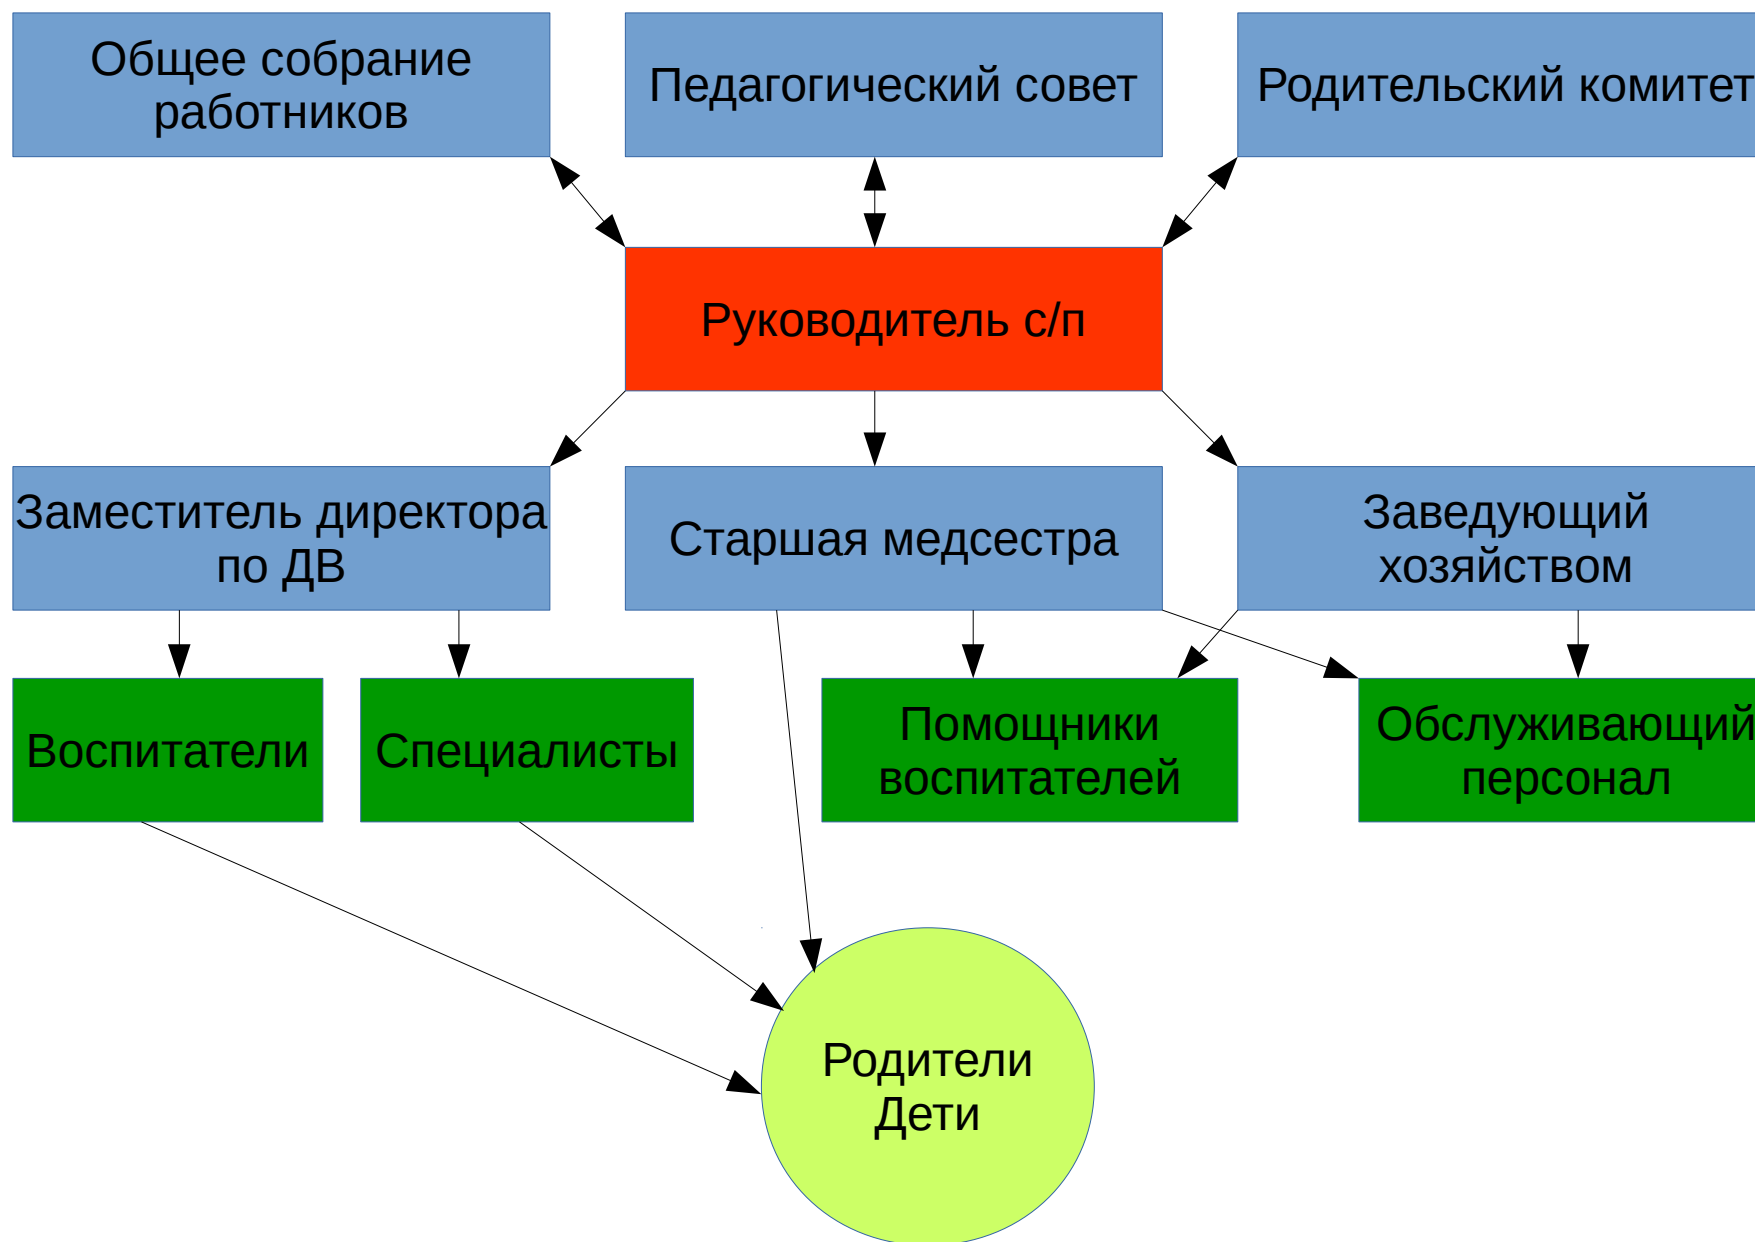 Общее собрание
работников
Педагогический совет
Родительский комитет
Руководитель с/п
Заместитель директора
по ДВ
Старшая медсестра
Заведующий
хозяйством
Воспитатели
Специалисты
Помощники
воспитателей
Обслуживающий
персонал
Родители
Дети